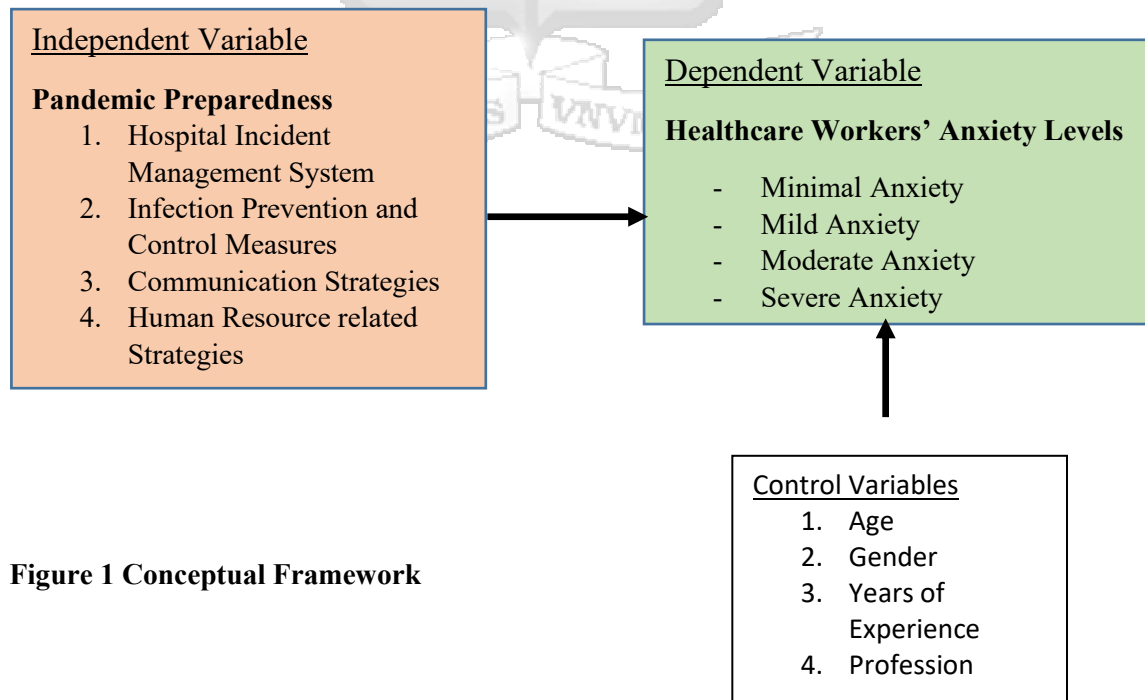 Independent Variable
Pandemic Preparedness
1. Hospital Incident
Management System
2. Infection Prevention and
Control Measures
3. Communication Strategies
4. Human Resource related
Strategies
Dependent Variable
Healthcare Workers’ Anxiety Levels
- Minimal Anxiety
- Mild Anxiety
- Moderate Anxiety
- Severe Anxiety
Control Variables
1. Age
2. Gender
3. Years of
Experience
4. Profession
Figure 1 Conceptual Framework